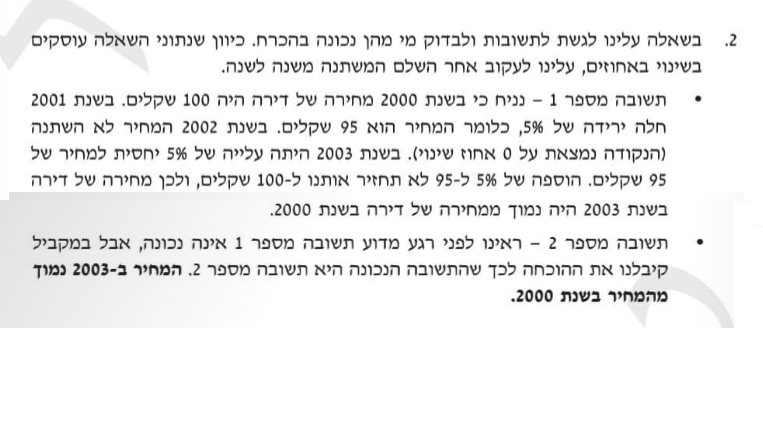 2. בשאלה עלינו לגשת לתשובות ולבדוק מי מהן נכונה בהכרח. כיוון שנתוני השאלה עוסקים
בשינוי באחוזים, עלינו לעקוב אחר השלם המשתנה משנה לשנה.
• תשובה מספר 1 – נניח כי בשנת 2000 מחירה של דירה היה 100 שקלים. בשנת 2001
חלה ירידה של 5%, כלומר המחיר הוא 95 שקלים. בשנת 2002 המחיר לא השתנה
(הנקודה נמצאת על 0 אחוז שינוי). בשנת 2003 היתה עלייה של 5% יחסית למחיר של
95 שקלים. הוספה של 5% ל-95 לא תחזיר אותנו ל-100 שקלים, ולכן מחירה של דירה
בשנת 2003 היה נמוך ממחירה של דירה בשנת 2000.
• תשובה מספר 2 – ראינו לפני רגע מדוע תשובה מספר 1 אינה נכונה, אבל במקביל
קיבלנו את ההוכחה לכך שהתשובה הנכונה היא תשובה מספר 2. המחיר ב-2003 נמוך
מהמחיר בשנת 2000.